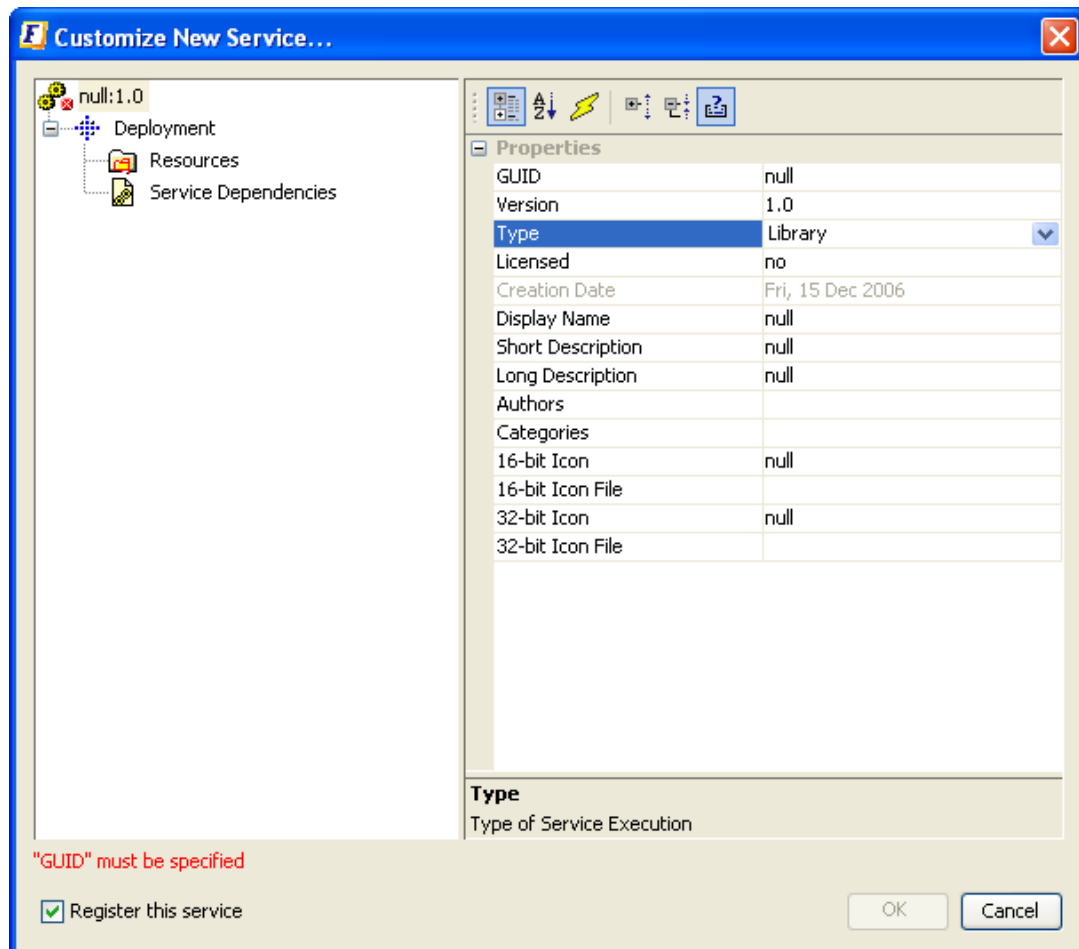 Customize New Service...
null:1.0
Deployment
Resources
Service Dependencies
Properties
GUID null
Version 1.0
Type Library
Licensed no
Creation Date Fri, 15 Dec 2006
Display Name null
Short Description null
Long Description null
Authors
Categories
16-bit Icon null
16-bit Icon File
32-bit Icon null
32-bit Icon File
Type
Type of Service Execution
"GUID" must be specified
Register this service
OK Cancel